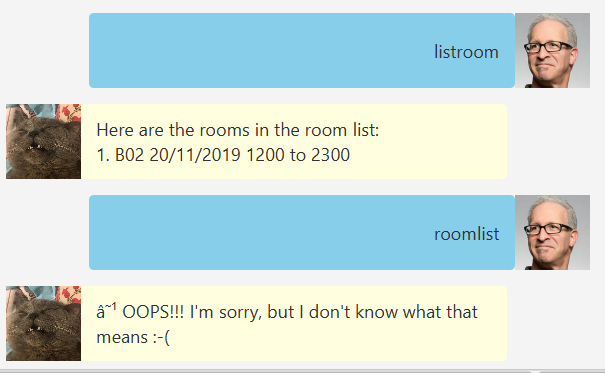 listroom
Here are the rooms in the room list:
1. B02 20/11/2019 1200 to 2300
roomlist
â˜¹ OOPS!!! I'm sorry, but I don't know what that
means :-(